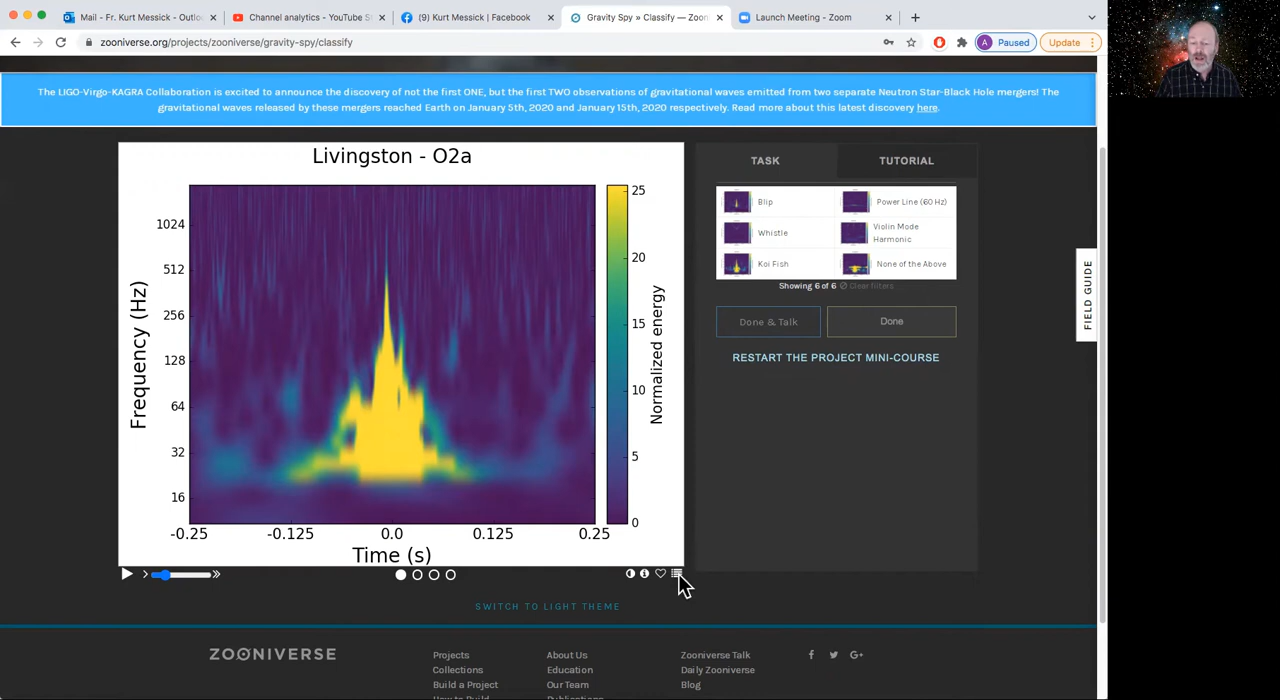 Mail - Fr. Kurt Messick - Outlo
Channel analytics - YouTube S
(9) Kurt Messick | Facebook
Gravity Spy » Classify — Zoon
Launch Meeting - Zoom
zooniverse.org/projects/zooniverse/gravity-spy/classify
A Paused
Update
The LIGO-Virgo-KAGRA Collaboration is excited to announce the discovery of not the first ONE, but the first TWO observations of gravitational waves emitted from two separate Neutron Star-Black Hole mergers! The
gravitational waves released by these mergers reached Earth on January 5th, 2020 and January 15th, 2020 respectively. Read more about this latest discovery here.
Livingston - O2a
Frequency (Hz)
1024
512
256
128
64
32
16
-0.25 -0.125 0.0 0.125 0.25
Time (s)
25
20
15
10
5
0
Normalized energy
TASK TUTORIAL
Blip Power Line (60 Hz)
Whistle Violin Mode
Harmonic
Koi Fish None of the Above
Showing 6 of 6 Clear filters
Done & Talk Done
RESTART THE PROJECT MINI-COURSE
FIELD GUIDE
SWITCH TO LIGHT THEME
ZOONIVERSE
Projects About Us Zooniverse Talk
Collections Education Daily Zooniverse
Build a Project Our Team Blog
How to Build Publications